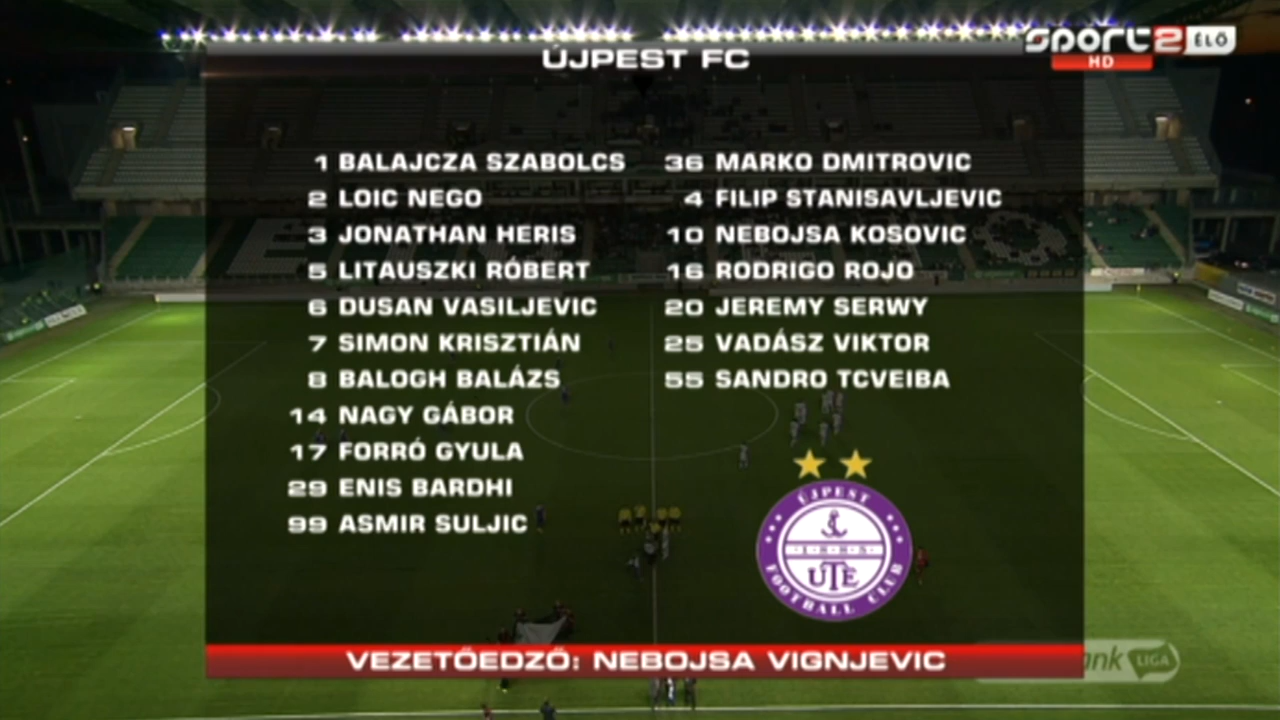 ÚJPEST FC
SPORT2 ÉLŐ
HD
1 BALAJCZA SZABOLCS
2 LOIC NEGO
3 JONATHAN HERIS
5 LITAUSZKI RÓBERT
6 DUSAN VASILJEVIC
7 SIMON KRISZTIÁN
8 BALOGH BALÁZS
14 NAGY GÁBOR
17 FORRÓ GYULA
29 ENIS BARDHI
99 ASMIR SULJIC
36 MARKO DMITROVIC
4 FILIP STANISAVLJEVIC
10 NEBOJSA KOSOVIC
16 RODRIGO ROJO
20 JEREMY SERWY
25 VADÁSZ VIKTOR
55 SANDRO TCVEIBA
ÚJPEST
1885
UTE
FOOTBALL CLUB
VEZETŐEDZŐ: NEBOJSA VIGNJEVIC
LIGA